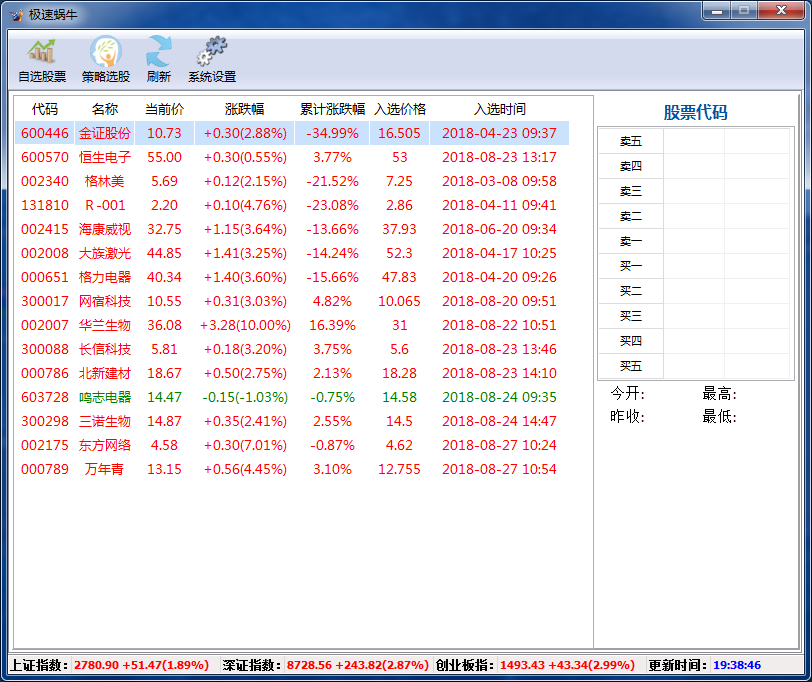 极速蜗牛
自选股票 策略选股 刷新 系统设置
代码 名称 当前价 涨跌幅 累计涨跌幅 入选价格 入选时间
600446 金证股份 10.73 +0.30(2.88%) -34.99% 16.505 2018-04-23 09:37
600570 恒生电子 55.00 +0.30(0.55%) 3.77% 53 2018-08-23 13:17
002340 格林美 5.69 +0.12(2.15%) -21.52% 7.25 2018-03-08 09:58
131810 R-001 2.20 +0.10(4.76%) -23.08% 2.86 2018-04-11 09:41
002415 海康威视 32.75 +1.15(3.64%) -13.66% 37.93 2018-06-20 09:34
002008 大族激光 44.85 +1.41(3.25%) -14.24% 52.3 2018-04-17 10:25
000651 格力电器 40.34 +1.40(3.60%) -15.66% 47.83 2018-04-20 09:26
300017 网宿科技 10.55 +0.31(3.03%) 4.82% 10.065 2018-08-20 09:51
002007 华兰生物 36.08 +3.28(10.00%) 16.39% 31 2018-08-22 10:51
300088 长信科技 5.81 +0.18(3.20%) 3.75% 5.6 2018-08-23 13:46
000786 北新建材 18.67 +0.50(2.75%) 2.13% 18.28 2018-08-23 14:10
603728 鸣志电器 14.47 -0.15(-1.03%) -0.75% 14.58 2018-08-24 09:35
300298 三诺生物 14.87 +0.35(2.41%) 2.55% 14.5 2018-08-24 14:47
002175 东方网络 4.58 +0.30(7.01%) -0.87% 4.62 2018-08-27 10:24
000789 万年青 13.15 +0.56(4.45%) 3.10% 12.755 2018-08-27 10:54
股票代码
卖五
卖四
卖三
卖二
卖一
买一
买二
买三
买四
买五
今开: 最高:
昨收: 最低:
上证指数: 2780.90 +51.47(1.89%) 深证指数: 8728.56 +243.82(2.87%) 创业板指: 1493.43 +43.34(2.99%) 更新时间: 19:38:46